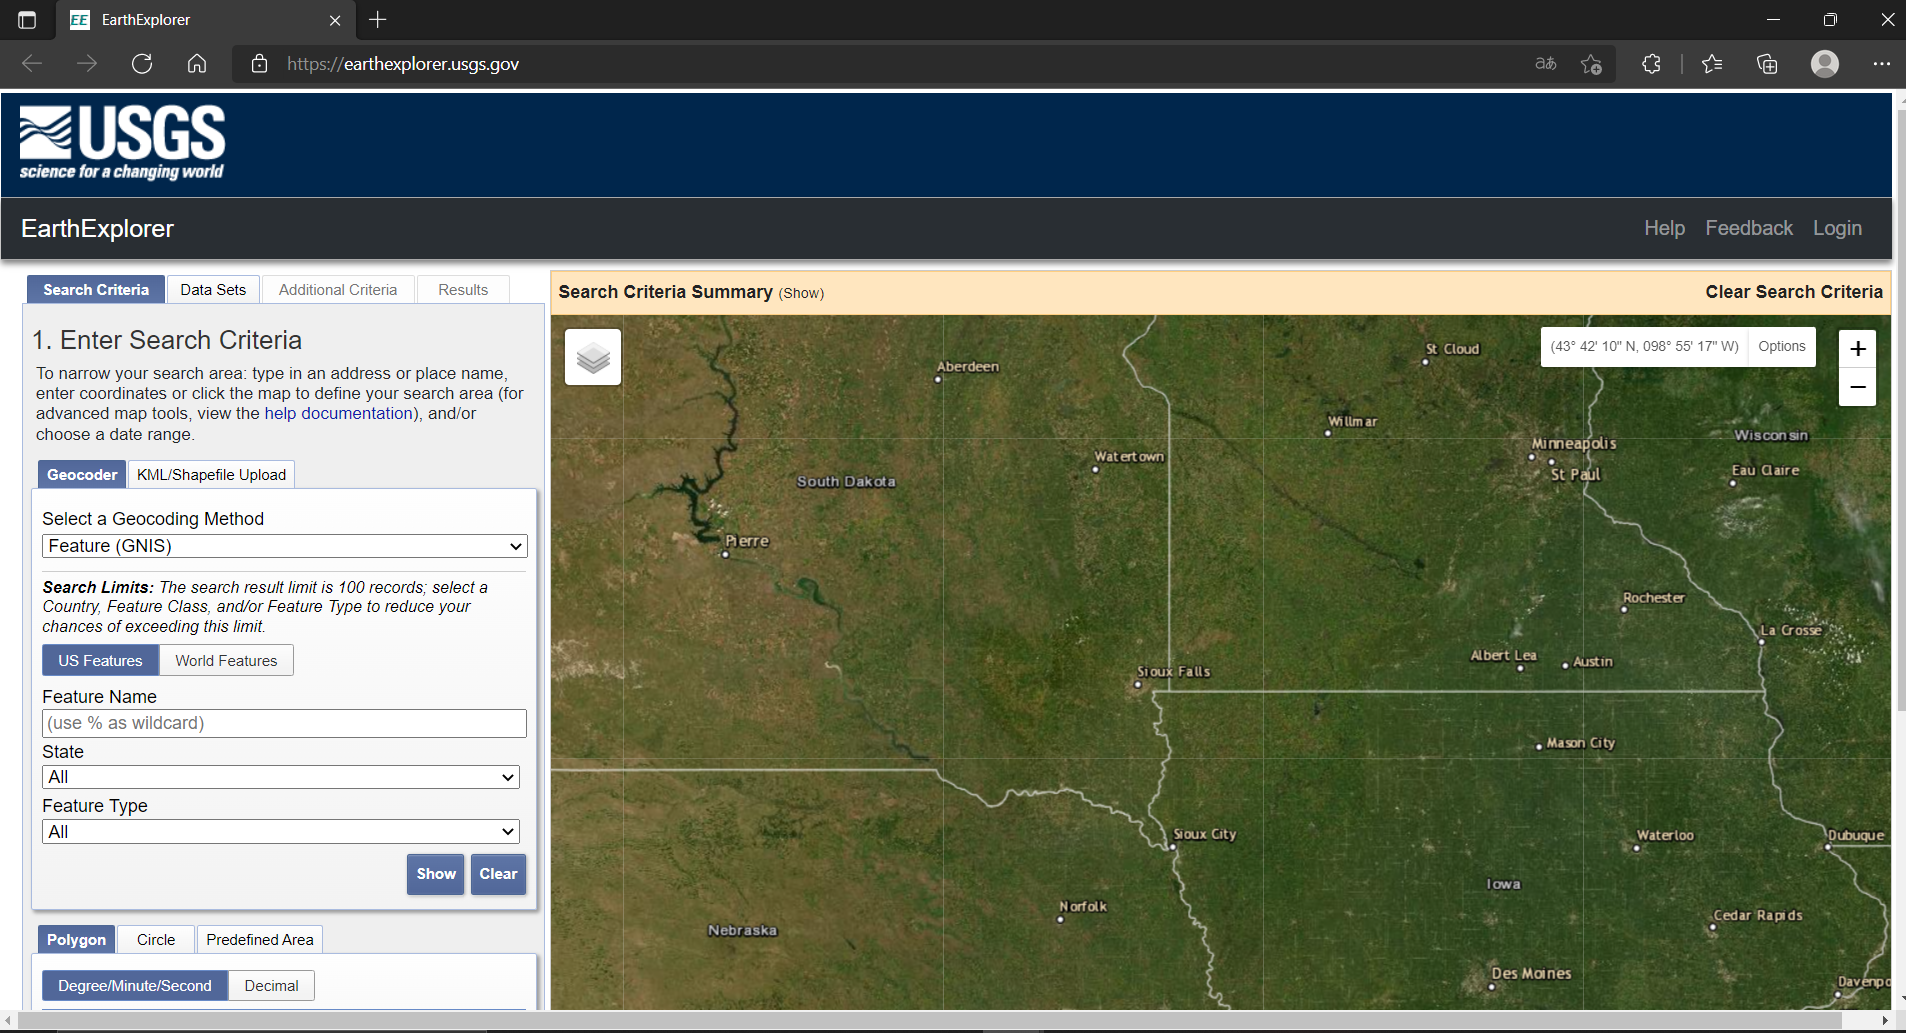 EE EarthExplorer
https://earthexplorer.usgs.gov
aあ
USGS
science for a changing world
EarthExplorer
Help Feedback Login
Search Criteria Data Sets Additional Criteria Results
1. Enter Search Criteria
To narrow your search area: type in an address or place name,
enter coordinates or click the map to define your search area (for
advanced map tools, view the help documentation), and/or
choose a date range.
Geocoder KML/Shapefile Upload
Select a Geocoding Method
Feature (GNIS)
Search Limits: The search result limit is 100 records; select a
Country, Feature Class, and/or Feature Type to reduce your
chances of exceeding this limit.
US Features World Features
Feature Name
(use % as wildcard)
State
All
Feature Type
All
Show Clear
Polygon Circle Predefined Area
Degree/Minute/Second Decimal
Search Criteria Summary (Show)
Clear Search Criteria
(43° 42' 10" N, 098° 55' 17" W) Options
+
−
St Cloud
Aberdeen
Willmar
Wisconsin
Minneapolis
Watertown
Eau Claire
St Paul
South Dakota
Pierre
Rochester
La Crosse
Albert Lea
Austin
Sioux Falls
Mason City
Sioux City
Waterloo
Dubuque
Iowa
Norfolk
Cedar Rapids
Nebraska
Des Moines
Davenpo